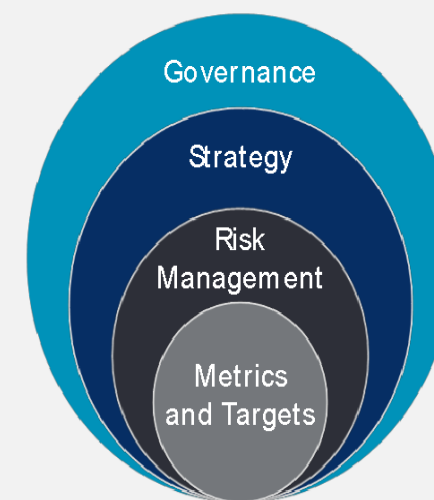 Governance
Strategy
Risk
Management
Metrics
and Targets